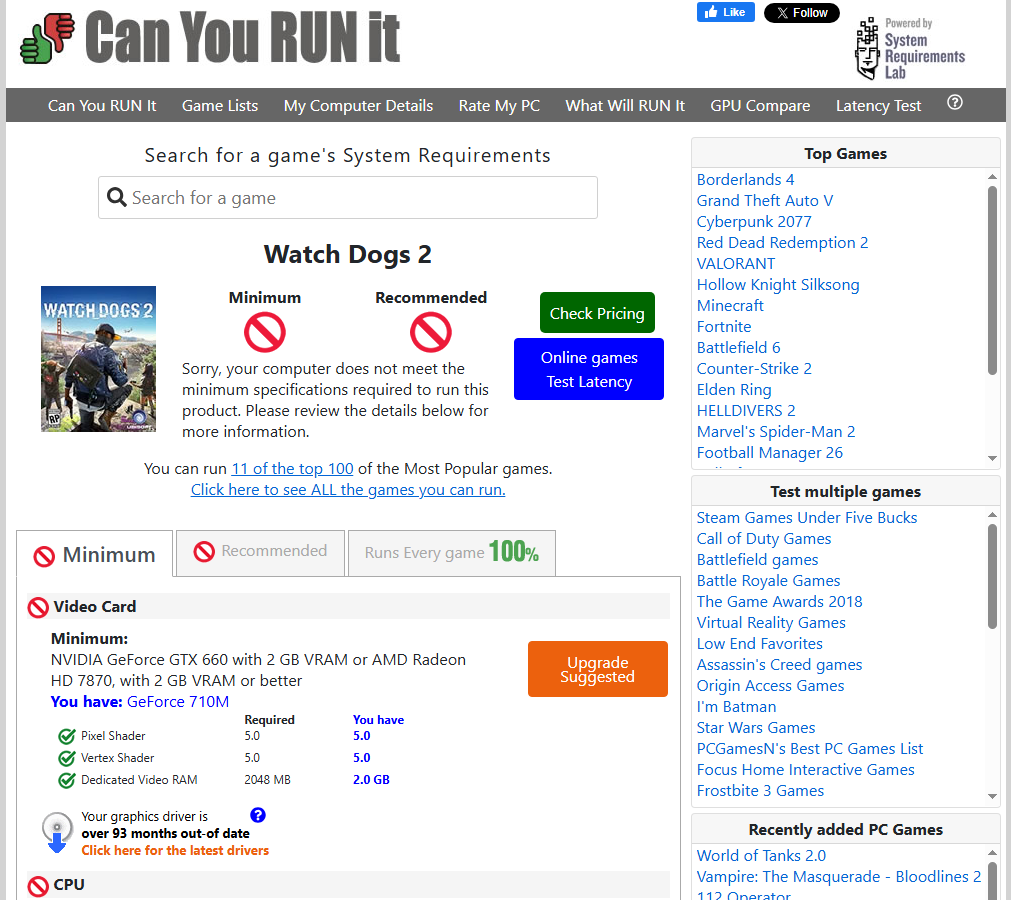 Can You RUN it
Like
Follow
Powered by
System
Requirements
Lab
Can You RUN It Game Lists My Computer Details Rate My PC What Will RUN It GPU Compare Latency Test ?
Search for a game's System Requirements
Search for a game
Watch Dogs 2
WATCH_DOGS 2
Minimum Recommended
Sorry, your computer does not meet the
minimum specifications required to run this
product. Please review the details below for
more information.
Check Pricing
Online games
Test Latency
You can run 11 of the top 100 of the Most Popular games.
Click here to see ALL the games you can run.
Minimum
Recommended
Runs Every game 100%
Video Card
Minimum:
NVIDIA GeForce GTX 660 with 2 GB VRAM or AMD Radeon
HD 7870, with 2 GB VRAM or better
You have: GeForce 710M
Upgrade
Suggested
Required You have
Pixel Shader 5.0 5.0
Vertex Shader 5.0 5.0
Dedicated Video RAM 2048 MB 2.0 GB
Your graphics driver is ?
over 93 months out-of date
Click here for the latest drivers
CPU
Top Games
Borderlands 4
Grand Theft Auto V
Cyberpunk 2077
Red Dead Redemption 2
VALORANT
Hollow Knight Silksong
Minecraft
Fortnite
Battlefield 6
Counter-Strike 2
Elden Ring
HELLDIVERS 2
Marvel's Spider-Man 2
Football Manager 26
Test multiple games
Steam Games Under Five Bucks
Call of Duty Games
Battlefield games
Battle Royale Games
The Game Awards 2018
Virtual Reality Games
Low End Favorites
Assassin's Creed games
Origin Access Games
I'm Batman
Star Wars Games
PCGamesN's Best PC Games List
Focus Home Interactive Games
Frostbite 3 Games
Recently added PC Games
World of Tanks 2.0
Vampire: The Masquerade - Bloodlines 2
112 Operator